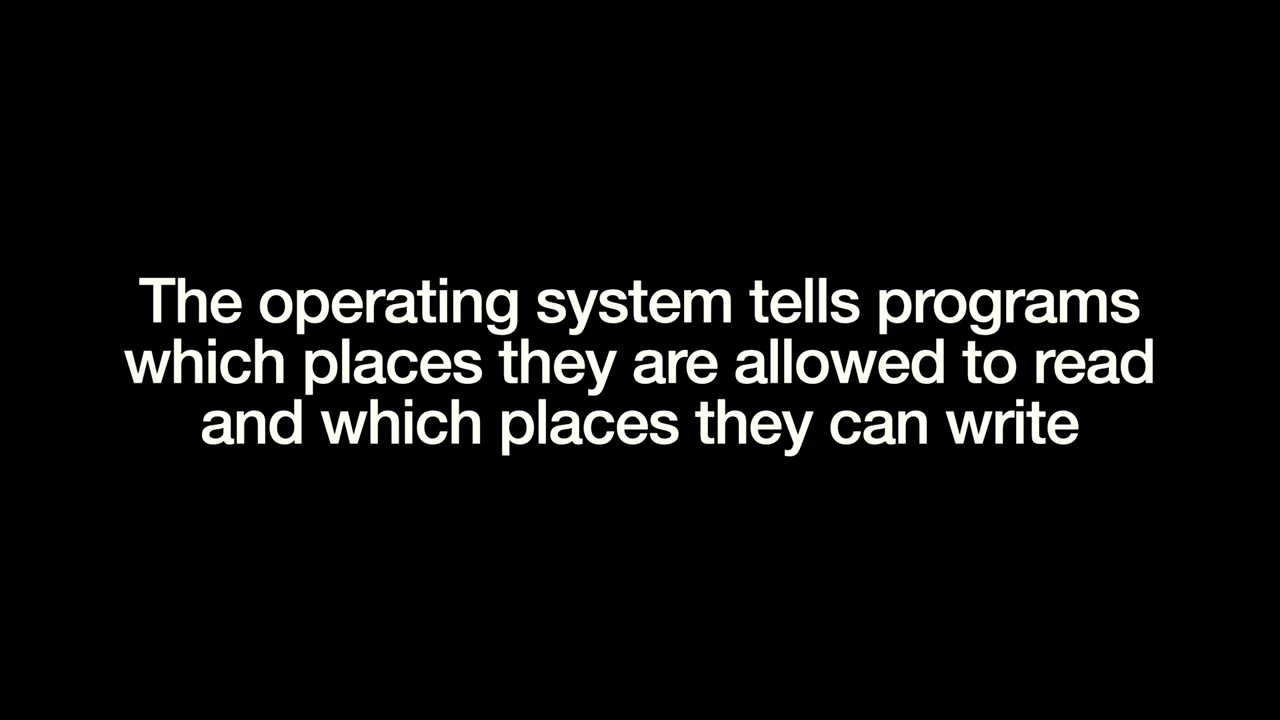 The operating system tells programs
which places they are allowed to read
and which places they can write